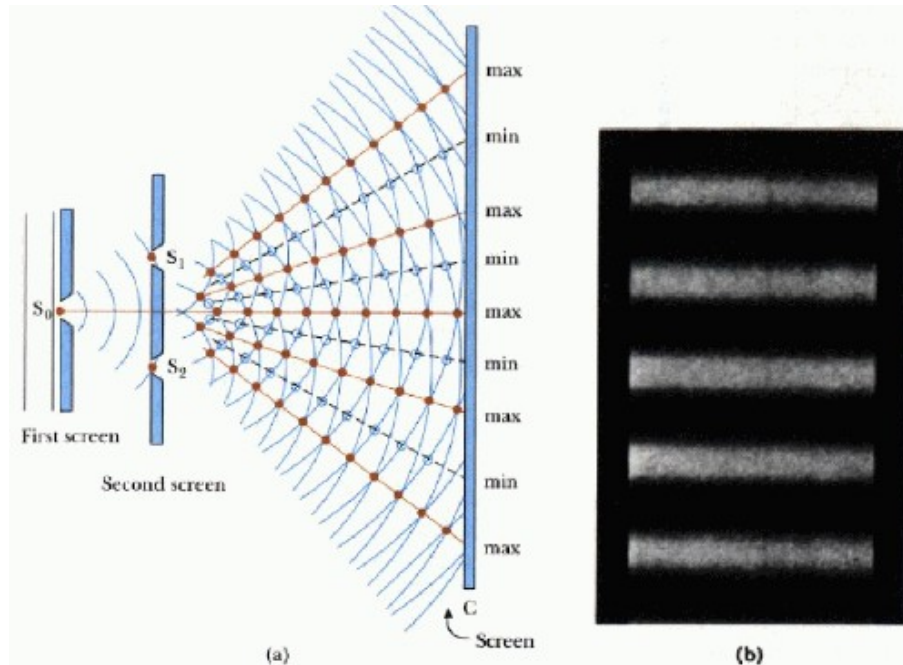 max
min
max
S₁
min
S₀
max
S₂
min
max
First screen
min
Second screen
max
C
Screen
(a)
(b)